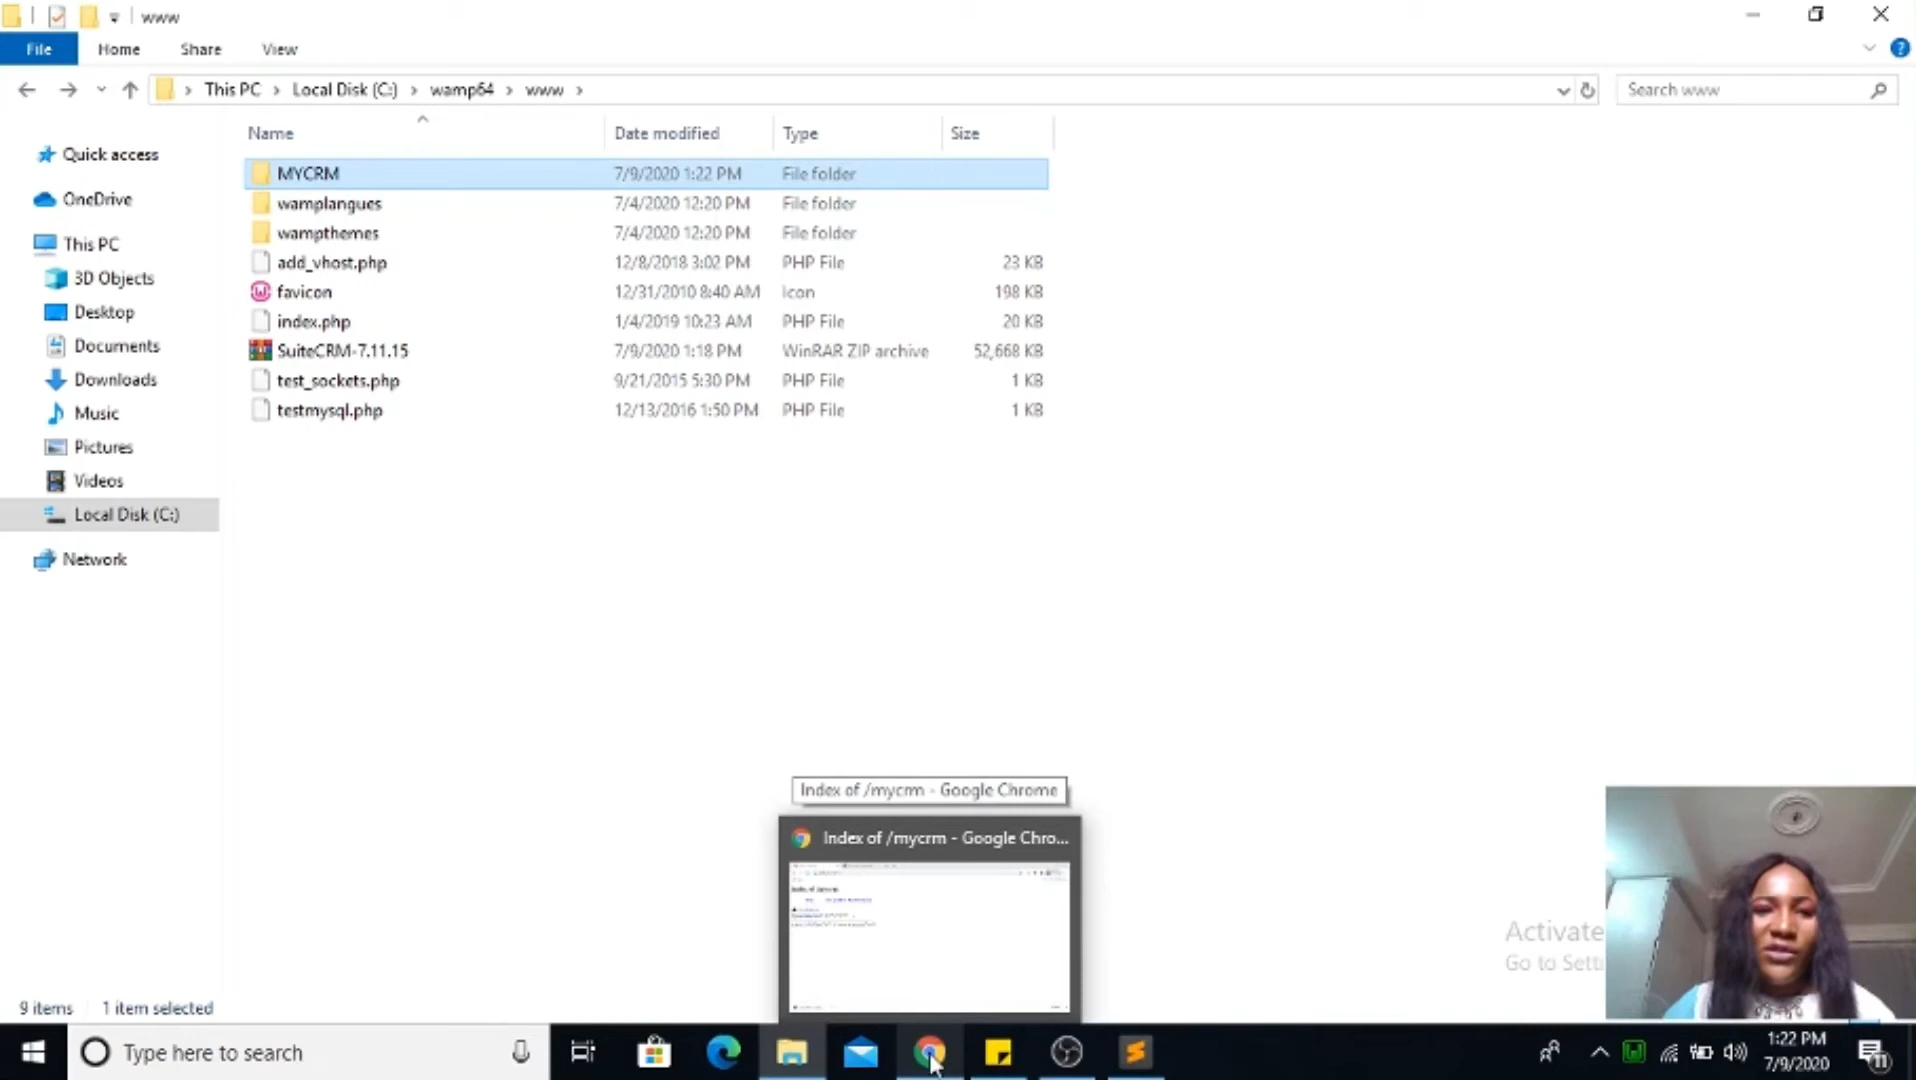 www
File Home Share View
This PC Local Disk (C:) wamp64 www
Search www
Name Date modified Type Size
Quick access
OneDrive
This PC
3D Objects
Desktop
Documents
Downloads
Music
Pictures
Videos
Local Disk (C:)
Network
MYCRM 7/9/2020 1:22 PM File folder
wamplangues 7/4/2020 12:20 PM File folder
wampthemes 7/4/2020 12:20 PM File folder
add_vhost.php 12/8/2018 3:02 PM PHP File 23 KB
favicon 12/31/2010 8:40 AM Icon 198 KB
index.php 1/4/2019 10:23 AM PHP File 20 KB
SuiteCRM-7.11.15 7/9/2020 1:18 PM WinRAR ZIP archive 52,668 KB
test_sockets.php 9/21/2015 5:30 PM PHP File 1 KB
testmysql.php 12/13/2016 1:50 PM PHP File 1 KB
Index of /mycrm - Google Chrome
Index of /mycrm - Google Chro...
Activate
Go to Setti
9 items 1 item selected
Type here to search
1:22 PM
7/9/2020
11